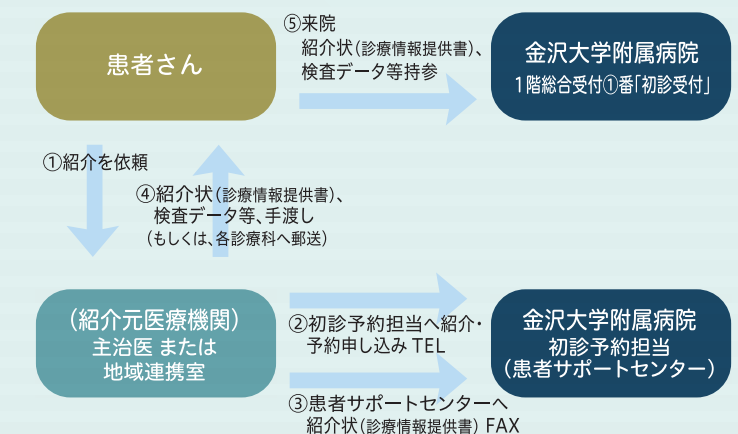 患者さん
⑤来院
紹介状(診療情報提供書)、
検査データ等持参
金沢大学附属病院
1階総合受付①番「初診受付」
①紹介を依頼
④紹介状(診療情報提供書)、
検査データ等、手渡し
(もしくは、各診療科へ郵送)
(紹介元医療機関)
主治医 または
地域連携室
②初診予約担当へ紹介・
予約申し込み TEL
③患者サポートセンターへ
紹介状(診療情報提供書) FAX
金沢大学附属病院
初診予約担当
(患者サポートセンター)